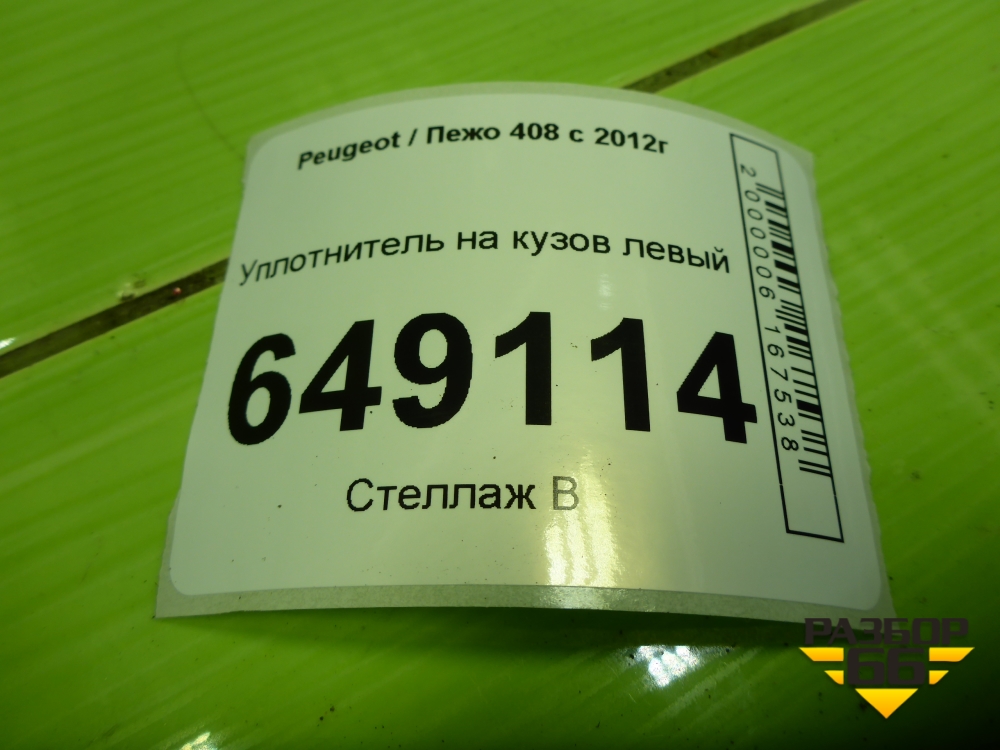 Peugeot / Пежо 408 с 2012г
Уплотнитель на кузов левый
649114
Стеллаж В
2000006167538
РАЗБОР
66